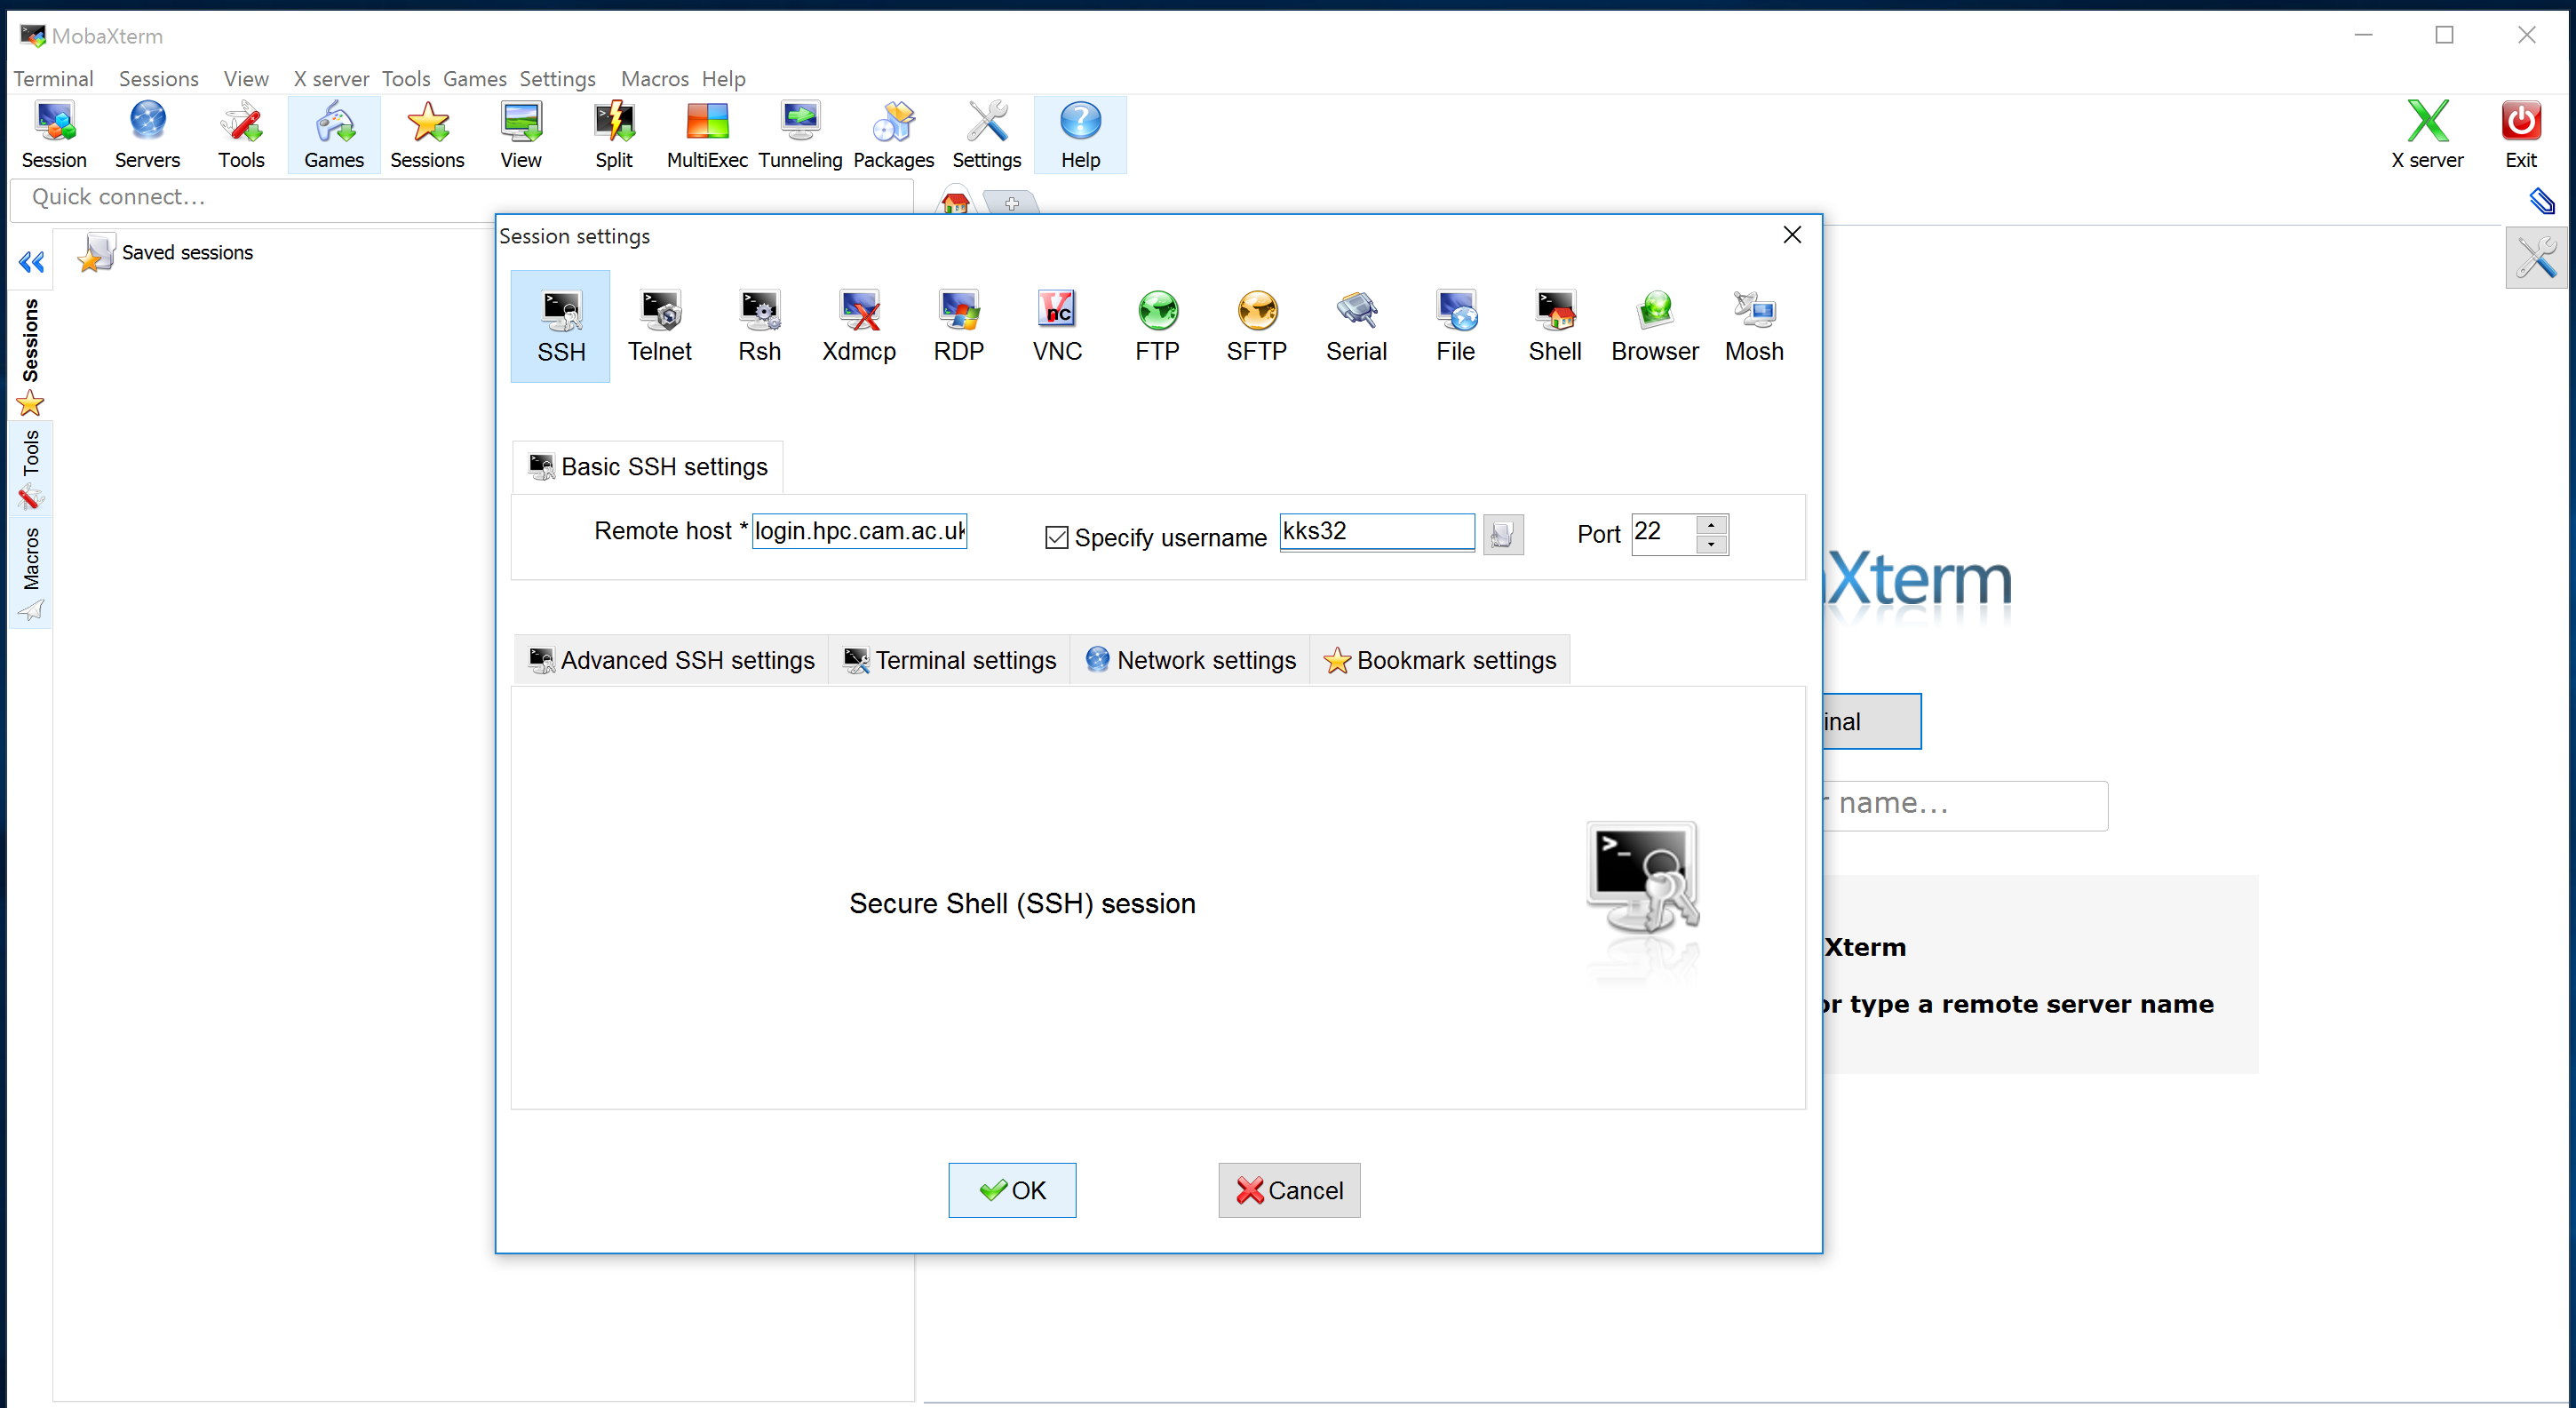 MobaXterm
Terminal Sessions View X server Tools Games Settings Macros Help
Session Servers Tools Games Sessions View Split MultiExec Tunneling Packages Settings Help X server Exit
Quick connect...
Saved sessions
Sessions
Tools
Macros
Session settings
SSH Telnet Rsh Xdmcp RDP VNC FTP SFTP Serial File Shell Browser Mosh
Basic SSH settings
Remote host * login.hpc.cam.ac.uk Specify username kks32 Port 22
Advanced SSH settings Terminal settings Network settings Bookmark settings
Secure Shell (SSH) session
OK Cancel
Xterm
inal
r name...
Xterm
or type a remote server name